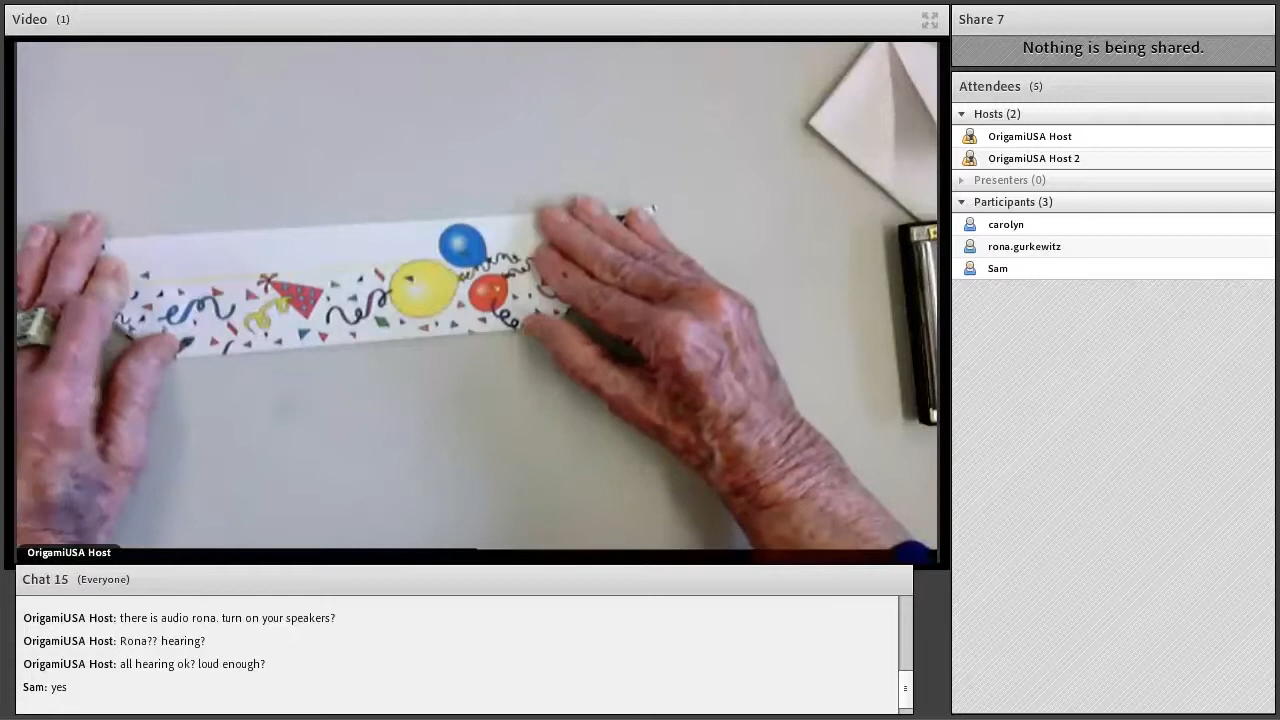 Video (1)
OrigamiUSA Host
Chat 15 (Everyone)
OrigamiUSA Host: there is audio rona. turn on your speakers?
OrigamiUSA Host: Rona?? hearing?
OrigamiUSA Host: all hearing ok? loud enough?
Sam: yes
Share 7
Nothing is being shared.
Attendees (5)
Hosts (2)
OrigamiUSA Host
OrigamiUSA Host 2
Presenters (0)
Participants (3)
carolyn
rona.gurkewitz
Sam